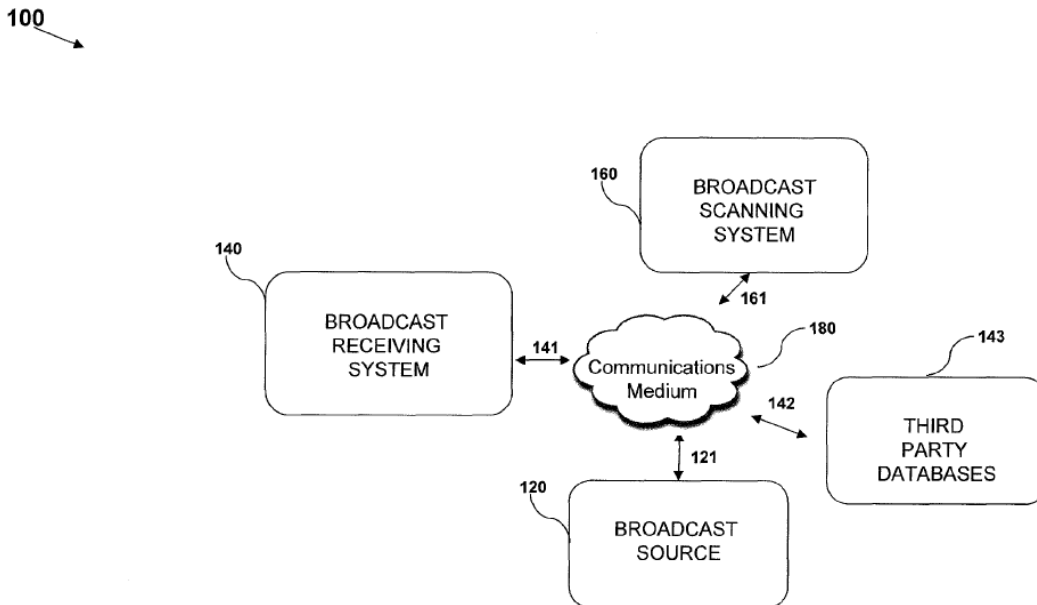 100
160
BROADCAST
SCANNING
SYSTEM
140
BROADCAST
RECEIVING
SYSTEM
141
161
Communications
Medium
180
143
142
THIRD
PARTY
DATABASES
121
120
BROADCAST
SOURCE